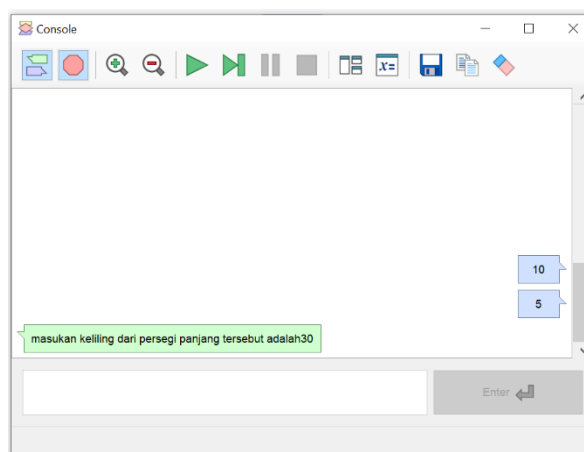 Console
x=
10
5
masukan keliling dari persegi panjang tersebut adalah30
Enter